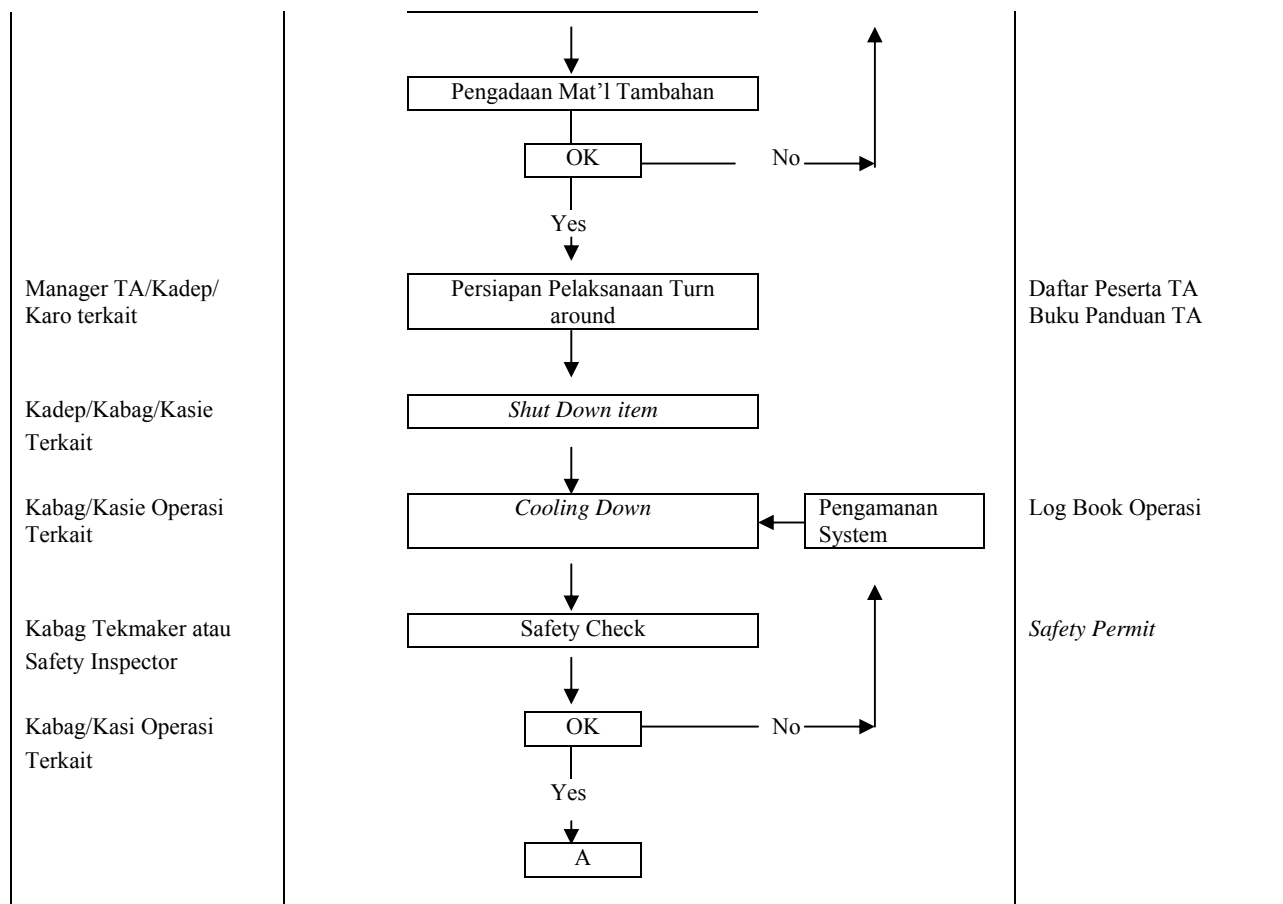 Pengadaan Mat’l Tambahan
OK
No
Yes
Manager TA/Kadep/
Karo terkait
Persiapan Pelaksanaan Turn
around
Daftar Peserta TA
Buku Panduan TA
Kadep/Kabag/Kasie
Terkait
Shut Down item
Kabag/Kasie Operasi
Terkait
Cooling Down
Pengamanan
System
Log Book Operasi
Kabag Tekmaker atau
Safety Inspector
Safety Check
Safety Permit
Kabag/Kasi Operasi
Terkait
OK
No
Yes
A